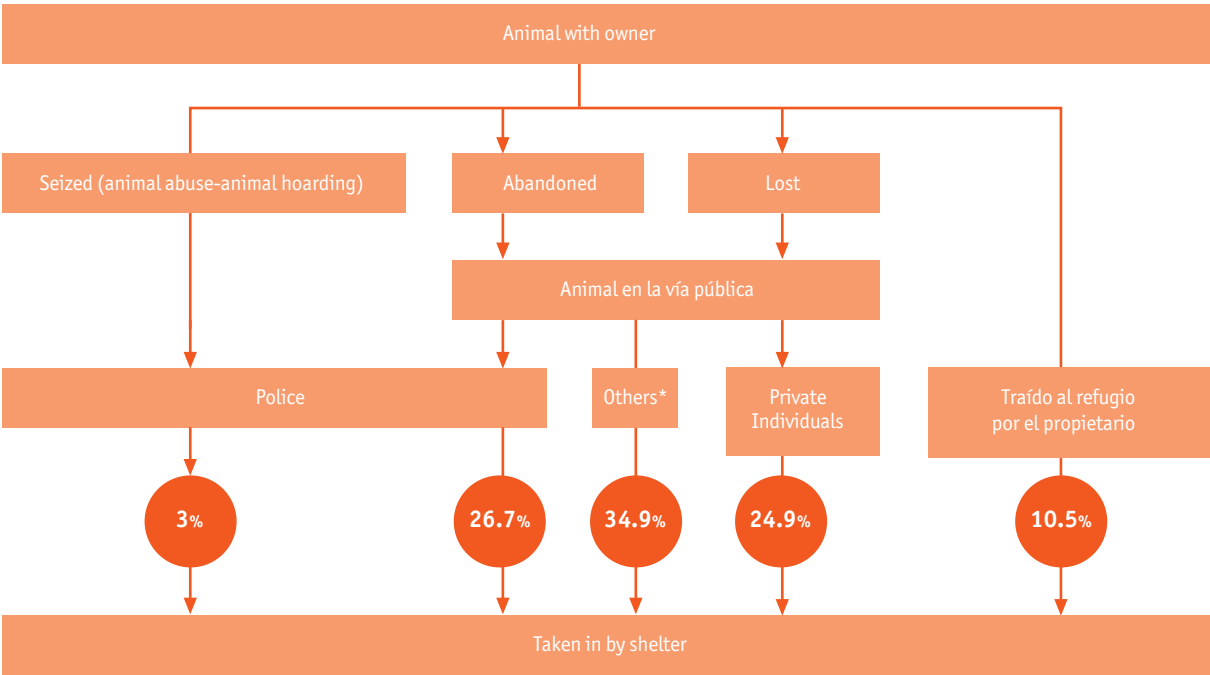 Animal with owner
Seized (animal abuse-animal hoarding)
Abandoned
Lost
Animal en la vía pública
Police
Others*
Private
Individuals
Traído al refugio
por el propietario
3%
26.7%
34.9%
24.9%
10.5%
Taken in by shelter